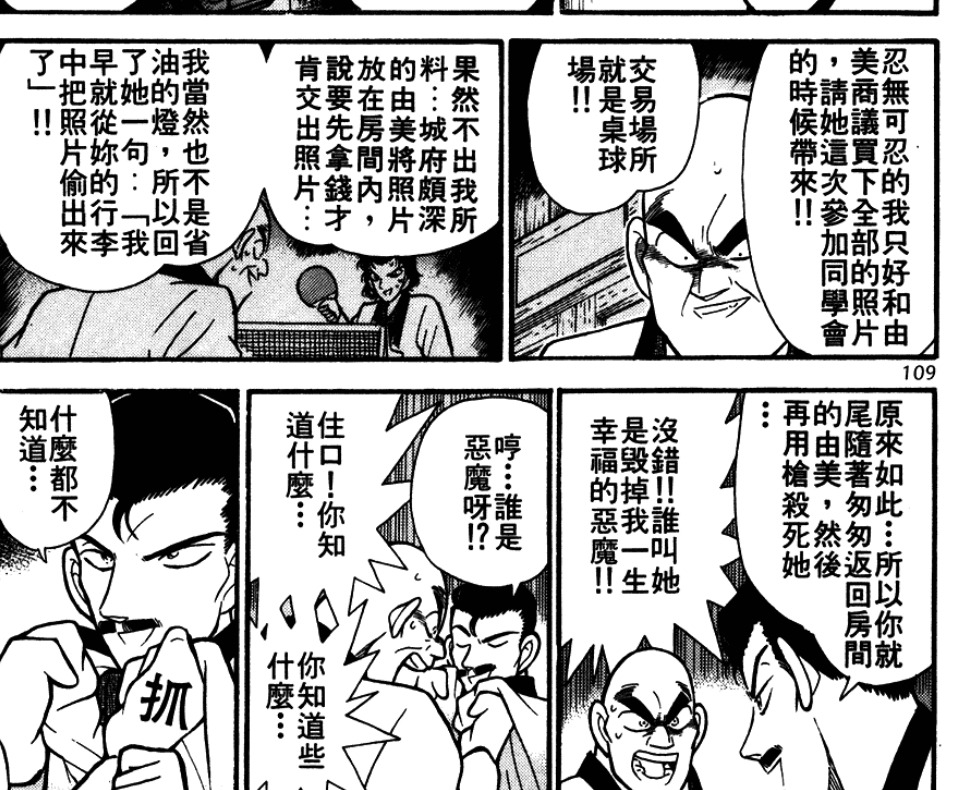 忍無可忍的我只好和由
美商議買下全部的照片
，請她這次參加同學會
的時候帶來!!
交易場所
就是桌球
場!!
果然不出我所
料…城府頗深
的由美將照片
放在房間內，
說要先拿錢才
肯交出照片…
我當然也不是省
油的燈，所以回
了她一句：「我
早就從妳的行李
中把照片偷出來
了」!!
109
原來如此…所以你就
尾隨著匆匆返回房間
的由美，然後
再用槍殺死她
…
沒錯!!誰叫她
是毀掉我一生
幸福的惡魔!!
哼…誰是
惡魔呀!?
住口！你知
道什麼…
你知道些
什麼…
什麼都不
知道…
抓